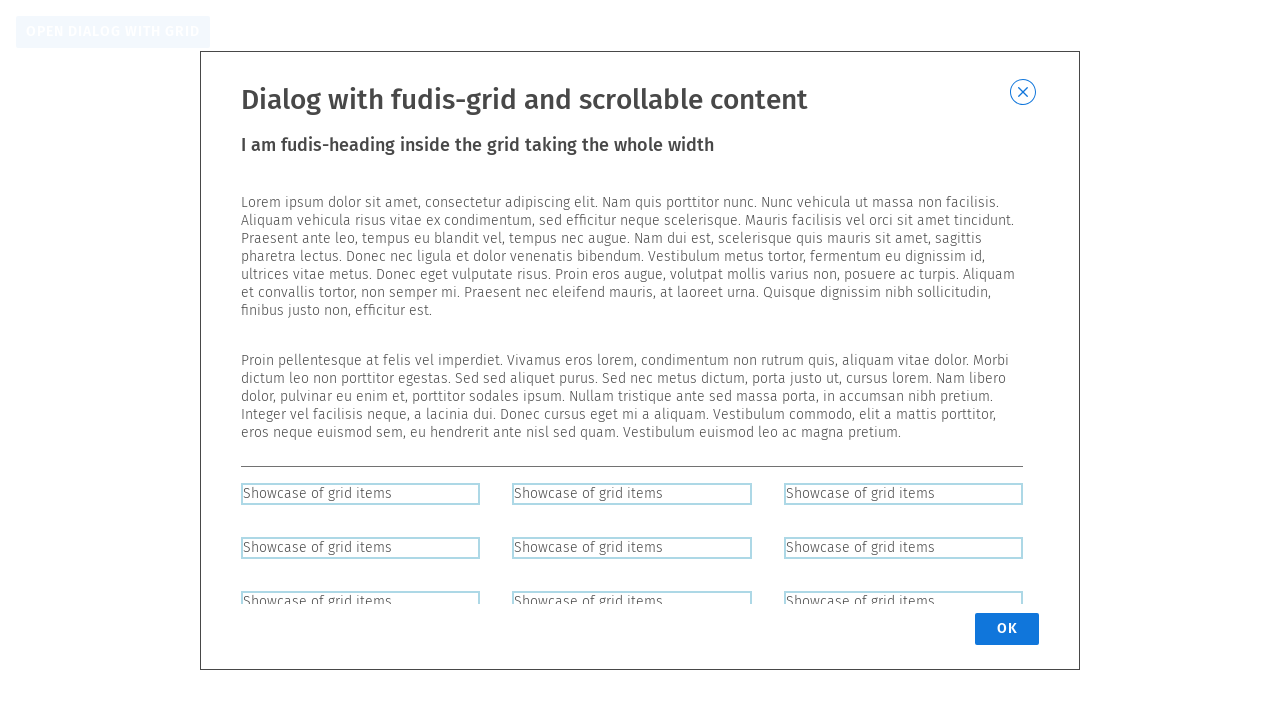 OPEN DIALOG WITH GRID
Dialog with fudis-grid and scrollable content
I am fudis-heading inside the grid taking the whole width
Lorem ipsum dolor sit amet, consectetur adipiscing elit. Nam quis porttitor nunc. Nunc vehicula ut massa non facilisis.
Aliquam vehicula risus vitae ex condimentum, sed efficitur neque scelerisque. Mauris facilisis vel orci sit amet tincidunt.
Praesent ante leo, tempus eu blandit vel, tempus nec augue. Nam dui est, scelerisque quis mauris sit amet, sagittis
pharetra lectus. Donec nec ligula et dolor venenatis bibendum. Vestibulum metus tortor, fermentum eu dignissim id,
ultrices vitae metus. Donec eget vulputate risus. Proin eros augue, volutpat mollis varius non, posuere ac turpis. Aliquam
et convallis tortor, non semper mi. Praesent nec eleifend mauris, at laoreet urna. Quisque dignissim nibh sollicitudin,
finibus justo non, efficitur est.
Proin pellentesque at felis vel imperdiet. Vivamus eros lorem, condimentum non rutrum quis, aliquam vitae dolor. Morbi
dictum leo non porttitor egestas. Sed sed aliquet purus. Sed nec metus dictum, porta justo ut, cursus lorem. Nam libero
dolor, pulvinar eu enim et, porttitor sodales ipsum. Nullam tristique ante sed massa porta, in accumsan nibh pretium.
Integer vel facilisis neque, a lacinia dui. Donec cursus eget mi a aliquam. Vestibulum commodo, elit a mattis porttitor,
eros neque euismod sem, eu hendrerit ante nisl sed quam. Vestibulum euismod leo ac magna pretium.
Showcase of grid items Showcase of grid items Showcase of grid items
Showcase of grid items Showcase of grid items Showcase of grid items
Showcase of grid items Showcase of grid items Showcase of grid items
OK